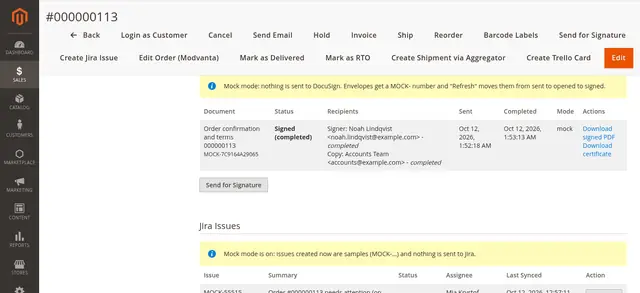 #000000113
← Back Login as Customer Cancel Send Email Hold Invoice Ship Reorder Barcode Labels Send for Signature
Create Jira Issue Edit Order (Modvanta) Mark as Delivered Mark as RTO Create Shipment via Aggregator Create Trello Card Edit
DASHBOARD
SALES
CATALOG
CUSTOMERS
MARKETPLACE
MARKETING
CONTENT
REPORTS
STORES
Mock mode: nothing is sent to DocuSign. Envelopes get a MOCK- number and "Refresh" moves them from sent to opened to signed.
Document Status Recipients Sent Completed Mode Actions
Order confirmation
and terms
000000113
MOCK-7C9164A29065
Signed
(completed)
Signer: Noah Lindqvist
<noah.lindqvist@example.com> -
completed
Copy: Accounts Team
<accounts@example.com> - completed
Oct 12,
2026,
1:52:18 AM
Oct 12, 2026,
1:53:13 AM
mock
Download
signed PDF
Download
certificate
Send for Signature
Jira Issues
Mock mode is on: issues created now are samples (MOCK-...) and nothing is sent to Jira.
Issue Summary Status Assignee Last Synced Action